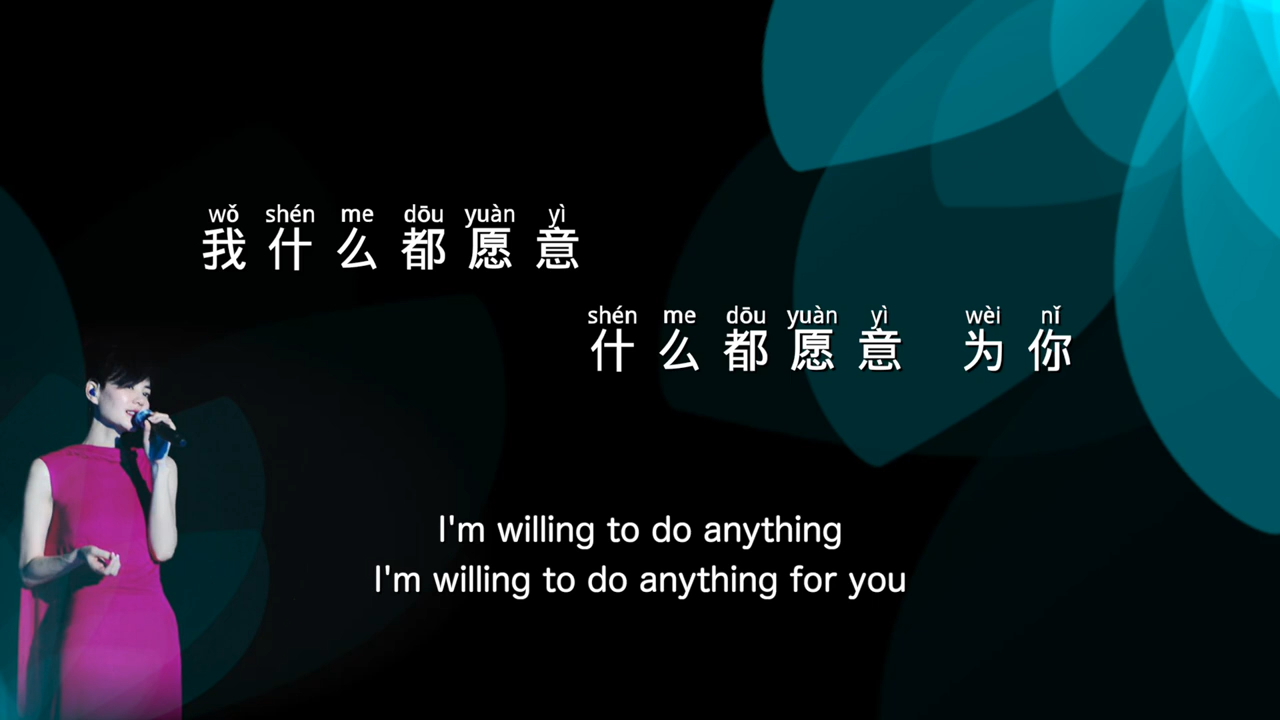 wǒ shén me dōu yuàn yì
我什么都愿意
shén me dōu yuàn yì wèi nǐ
什么都愿意 为你
I'm willing to do anything
I'm willing to do anything for you